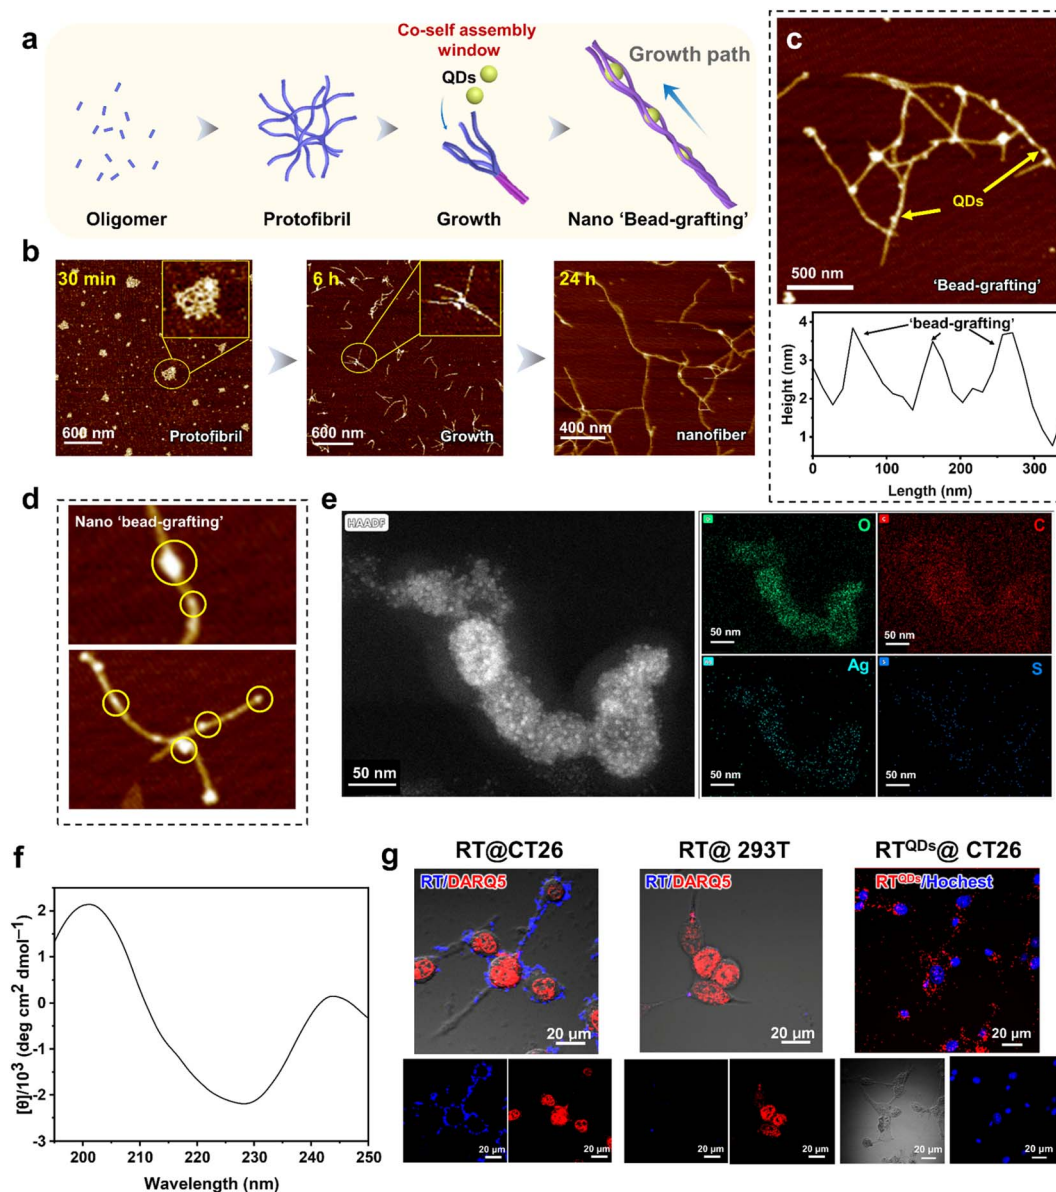 a
Co-self assembly
window
QDs
Growth path
Oligomer
Protofibril
Growth
Nano 'Bead-grafting'
b
30 min
600 nm
Protofibril
6 h
600 nm
Growth
24 h
400 nm
nanofiber
c
QDs
500 nm
'Bead-grafting'
'bead-grafting'
Height (nm)
4
3
2
1
0
100
200
300
Length (nm)
d
Nano 'bead-grafting'
e
HAADF
50 nm
O
50 nm
C
50 nm
Ag
50 nm
S
50 nm
f
[θ]/10³ (deg cm² dmol⁻¹)
2
1
0
-1
-2
-3
200
210
220
230
240
250
Wavelength (nm)
g
RT@CT26
RT/DARQ5
20 μm
20 μm
20 μm
RT@ 293T
RT/DARQ5
20 μm
20 μm
20 μm
RTQDs@ CT26
RTQDs/Hochest
20 μm
20 μm
20 μm